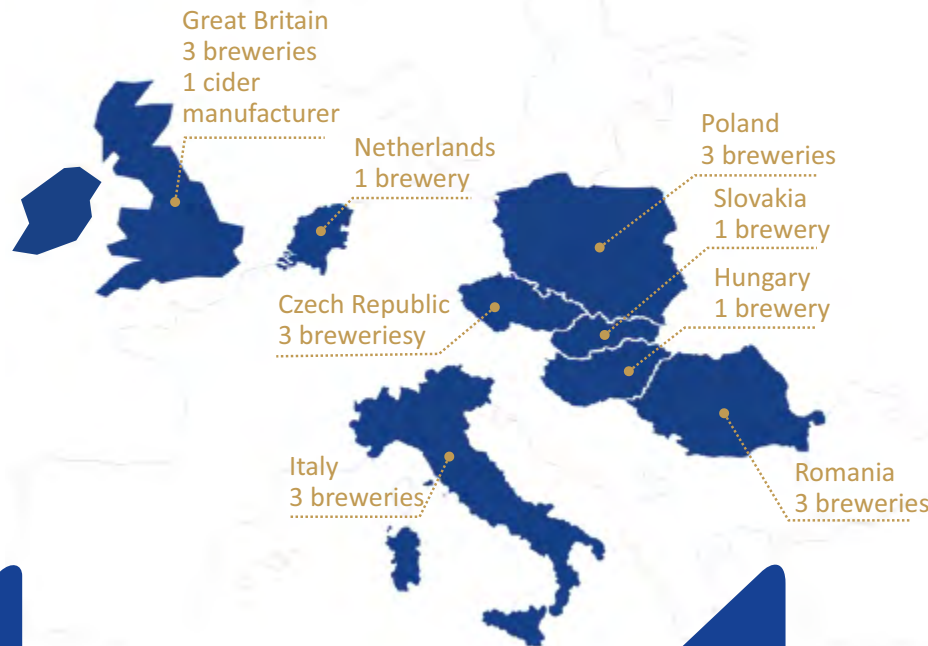 Great Britain
3 breweries
1 cider
manufacturer
Netherlands
1 brewery
Poland
3 breweries
Slovakia
1 brewery
Hungary
1 brewery
Czech Republic
3 breweriesy
Italy
3 breweries
Romania
3 breweries